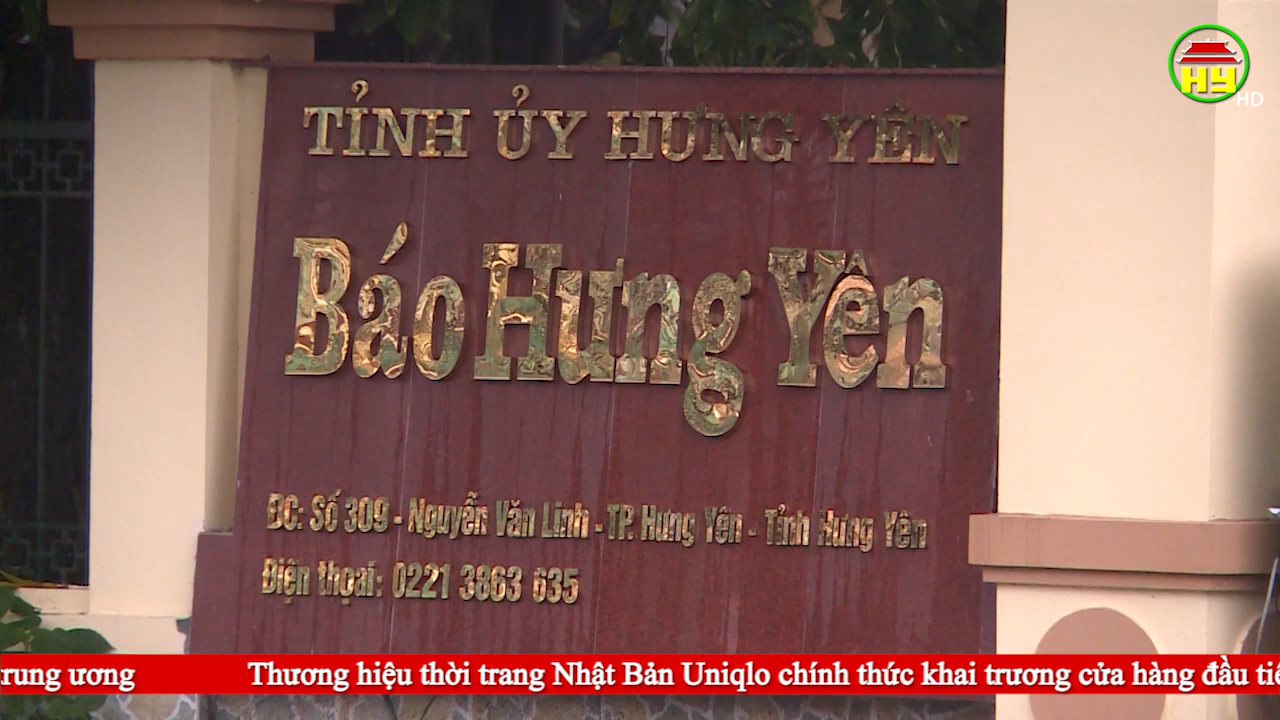 HY
HD
TỈNH ỦY HƯNG YÊN
Báo Hưng Yên
ĐC: Số 309 - Nguyễn Văn Linh - TP. Hưng Yên - Tỉnh Hưng Yên
Điện thoại: 0221 3863 635
trung ương Thương hiệu thời trang Nhật Bản Uniqlo chính thức khai trương cửa hàng đầu